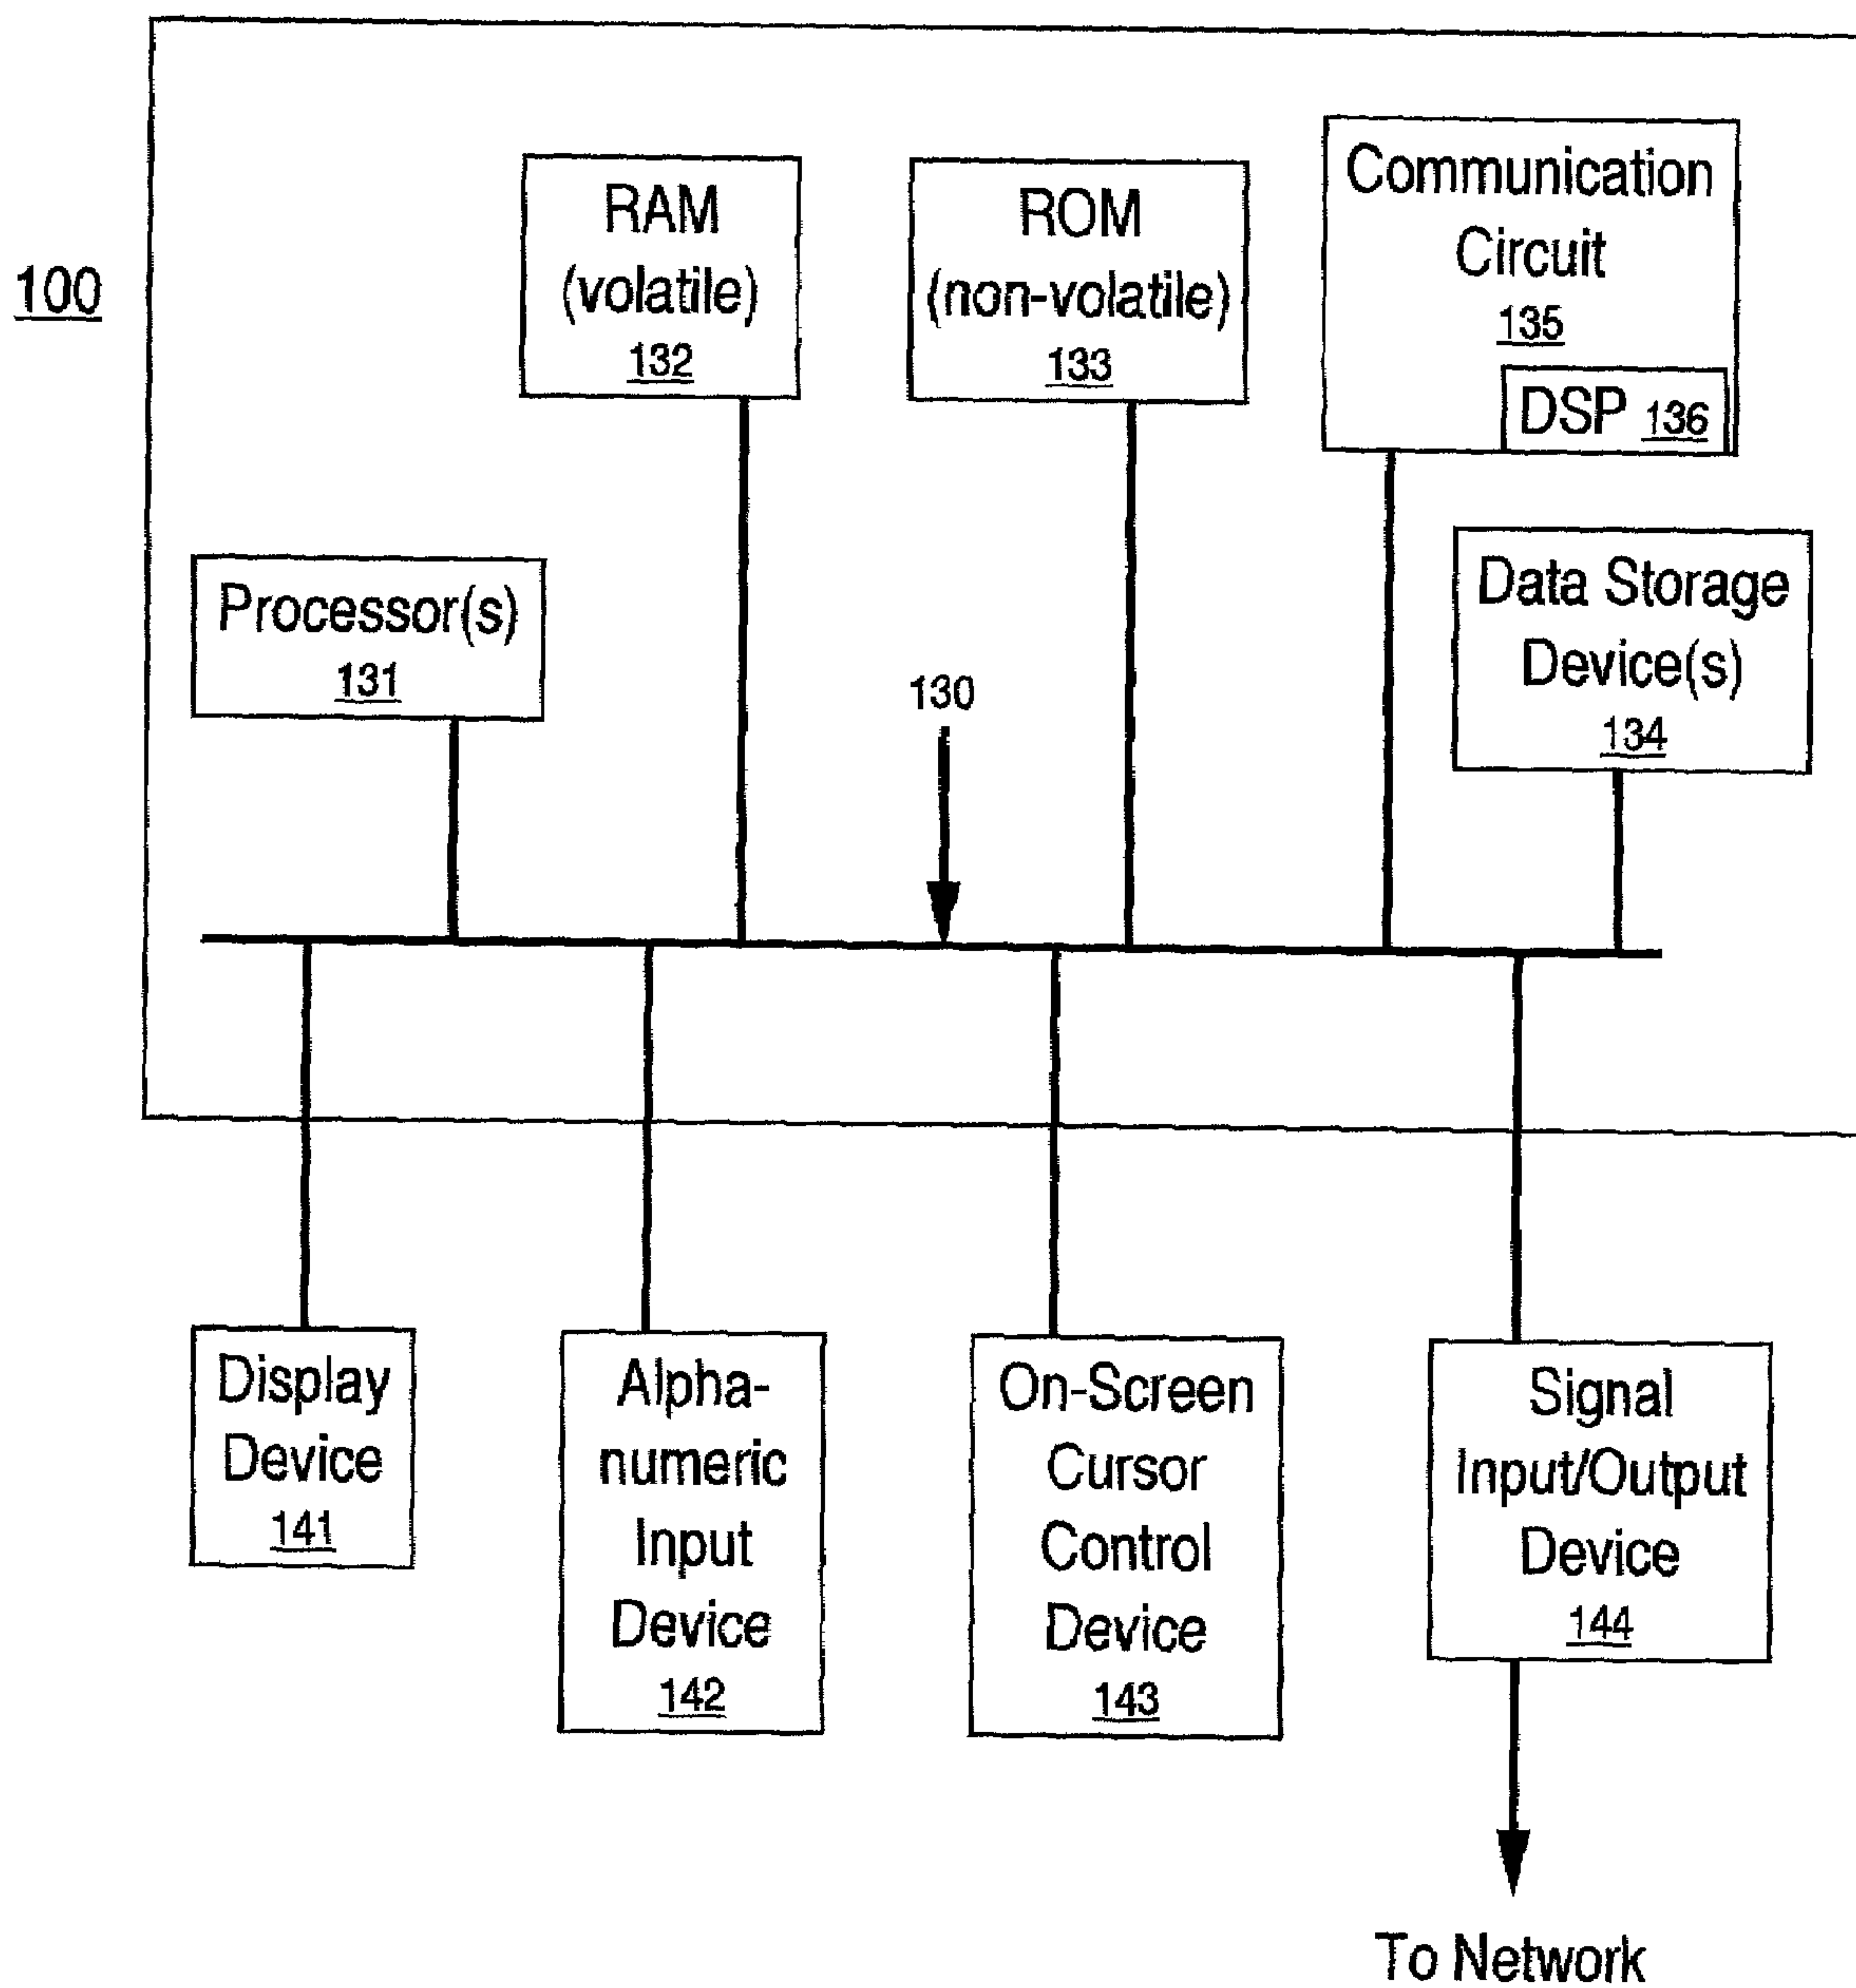 100
RAM
(volatile)
132
ROM
(non-volatile)
133
Communication
Circuit
135
DSP 136
Processor(s)
131
130
Data Storage
Device(s)
134
Display
Device
141
Alpha-
numeric
Input
Device
142
On-Screen
Cursor
Control
Device
143
Signal
Input/Output
Device
144
To Network